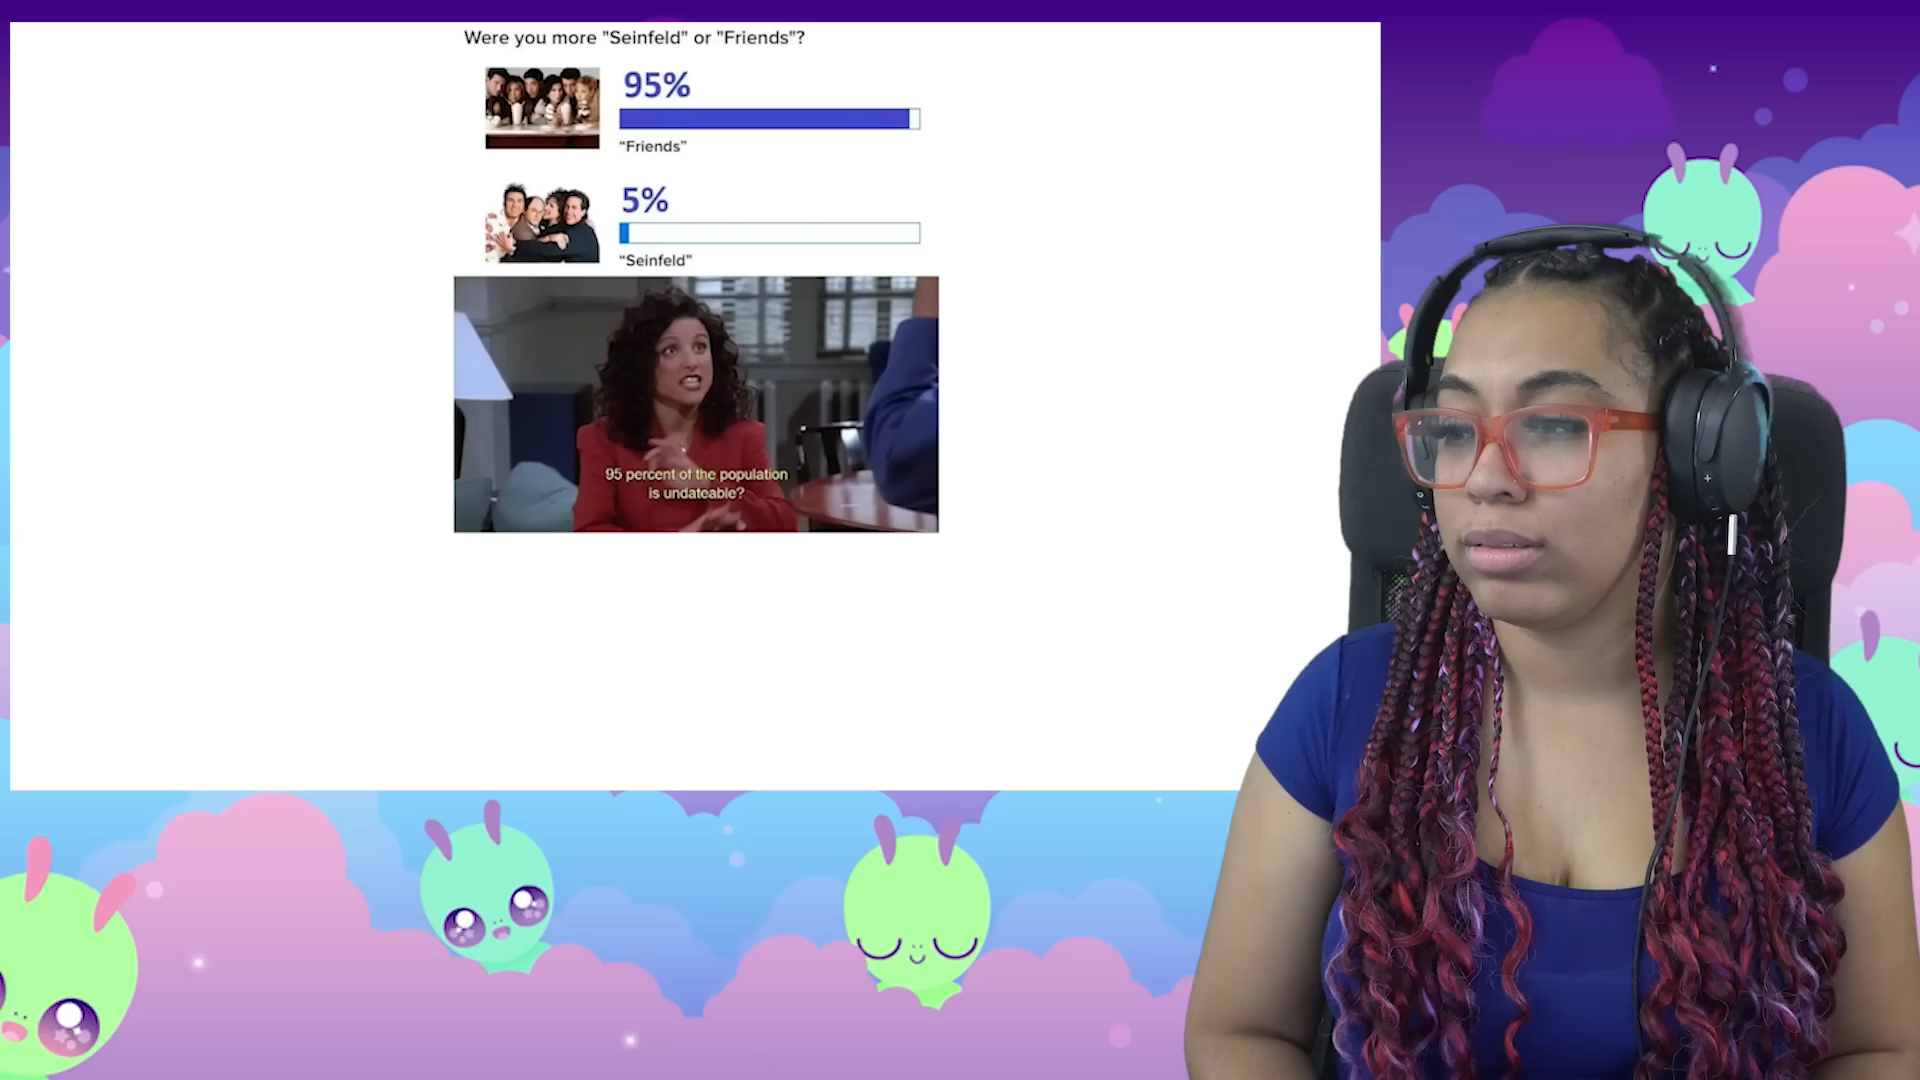 Were you more "Seinfeld" or "Friends"?
95%
“Friends”
5%
“Seinfeld”
95 percent of the population
is undateable?